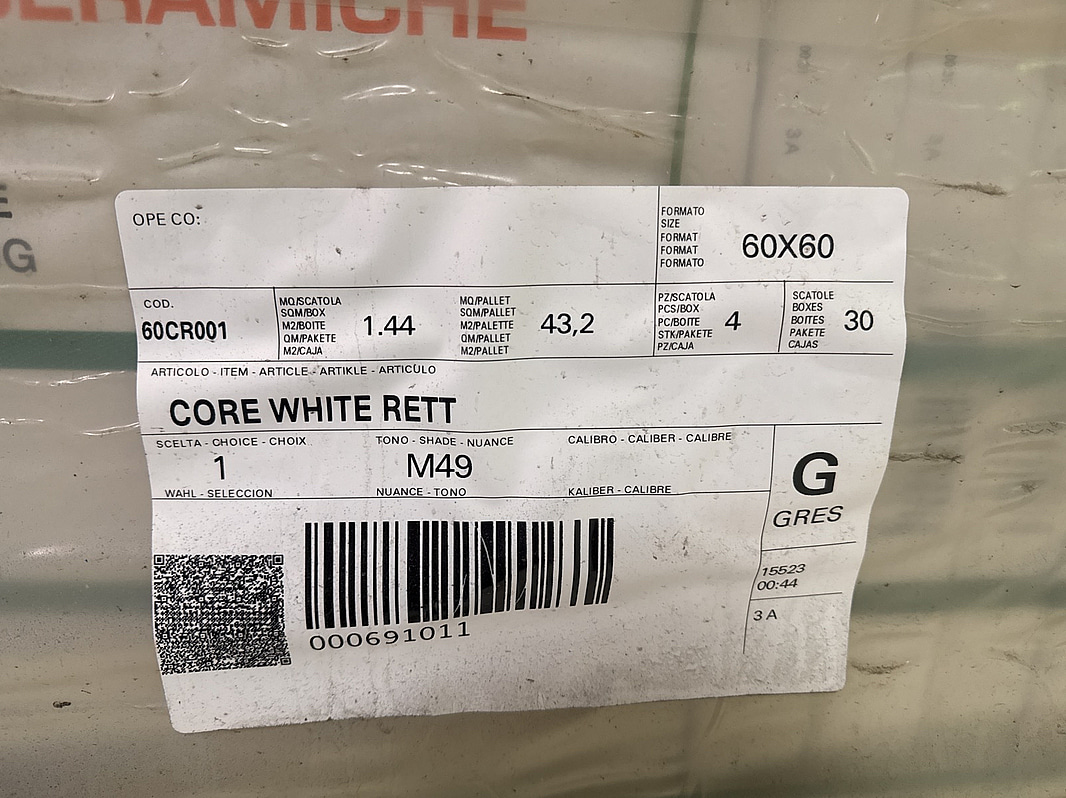 CERAMICHE
E
G
OPE CO:
FORMATO
SIZE
FORMAT
FORMAT
FORMATO
60X60
COD.
60CR001
MQ/SCATOLA
SQM/BOX
M2/BOITE
QM/PAKETE
M2/CAJA
1.44
MQ/PALLET
SQM/PALLET
M2/PALETTE
QM/PALLET
M2/PALLET
43,2
PZ/SCATOLA
PCS/BOX
PC/BOITE
STK/PAKETE
PZ/CAJA
4
SCATOLE
BOXES
BOITES
PAKETE
CAJAS
30
ARTICOLO - ITEM - ARTICLE - ARTIKLE - ARTICULO
CORE WHITE RETT
SCELTA - CHOICE - CHOIX
1
WAHL - SELECCION
TONO - SHADE - NUANCE
M49
NUANCE - TONO
CALIBRO - CALIBER - CALIBRE
KALIBER - CALIBRE
G
GRES
15523
00:44
3 A
000691011
3A